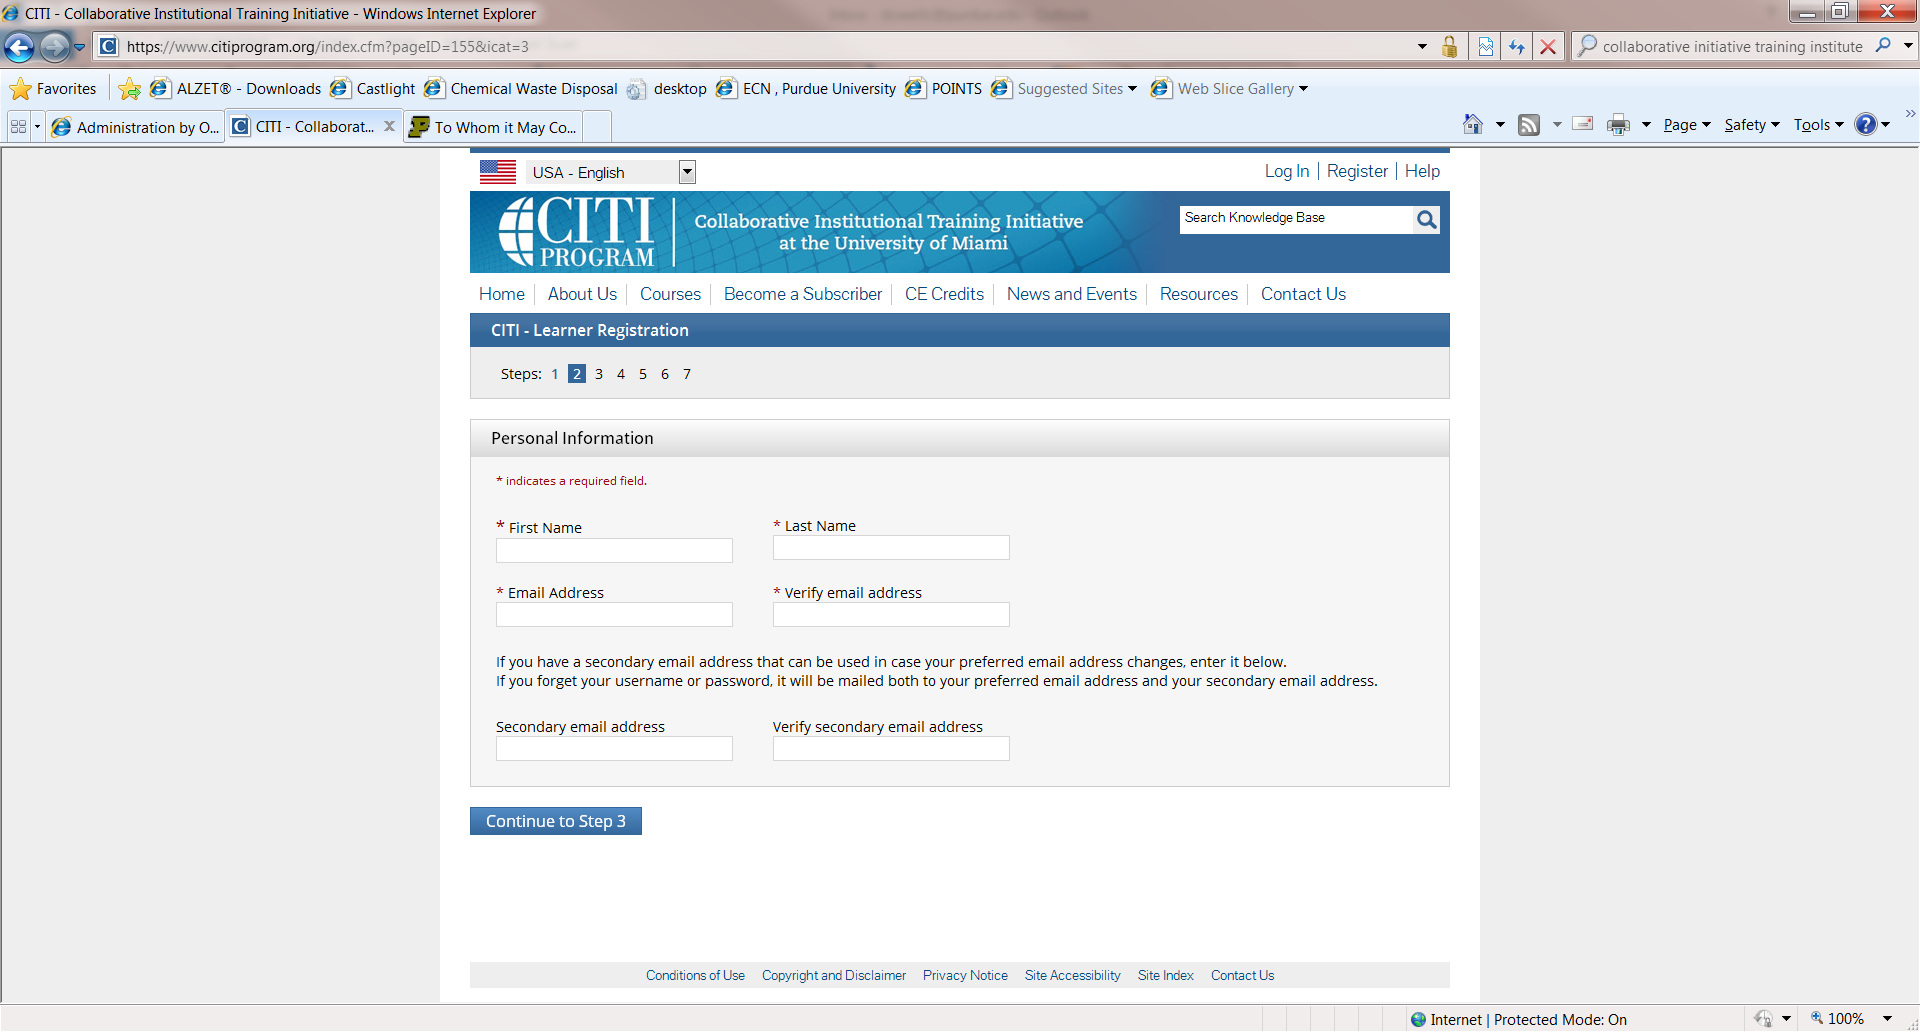 CITI - Collaborative Institutional Training Initiative - Windows Internet Explorer
https://www.citiprogram.org/index.cfm?pageID=155&icat=3
collaborative initiative training institute
Favorites
ALZET® - Downloads
Castlight
Chemical Waste Disposal
desktop
ECN , Purdue University
POINTS
Suggested Sites
Web Slice Gallery
Administration by O...
CITI - Collaborat...
To Whom it May Co...
Page
Safety
Tools
USA - English
Log In | Register | Help
CITI
PROGRAM
Collaborative Institutional Training Initiative
at the University of Miami
Search Knowledge Base
Home
About Us
Courses
Become a Subscriber
CE Credits
News and Events
Resources
Contact Us
CITI - Learner Registration
Steps: 1 2 3 4 5 6 7
Personal Information
* indicates a required field.
* First Name
* Last Name
* Email Address
* Verify email address
If you have a secondary email address that can be used in case your preferred email address changes, enter it below.
If you forget your username or password, it will be mailed both to your preferred email address and your secondary email address.
Secondary email address
Verify secondary email address
Continue to Step 3
Conditions of Use
Copyright and Disclaimer
Privacy Notice
Site Accessibility
Site Index
Contact Us
Internet | Protected Mode: On
100%